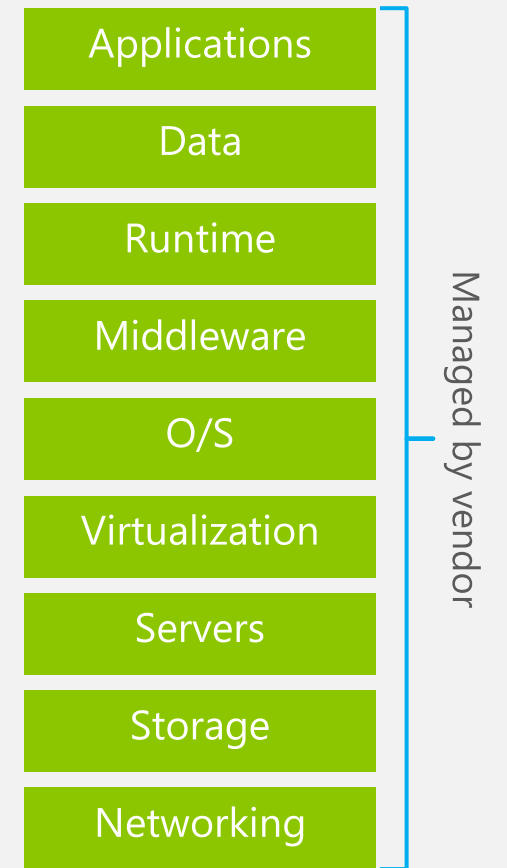 Applications
Data
Runtime
Middleware
O/S
Virtualization
Servers
Storage
Networking
Managed by vendor